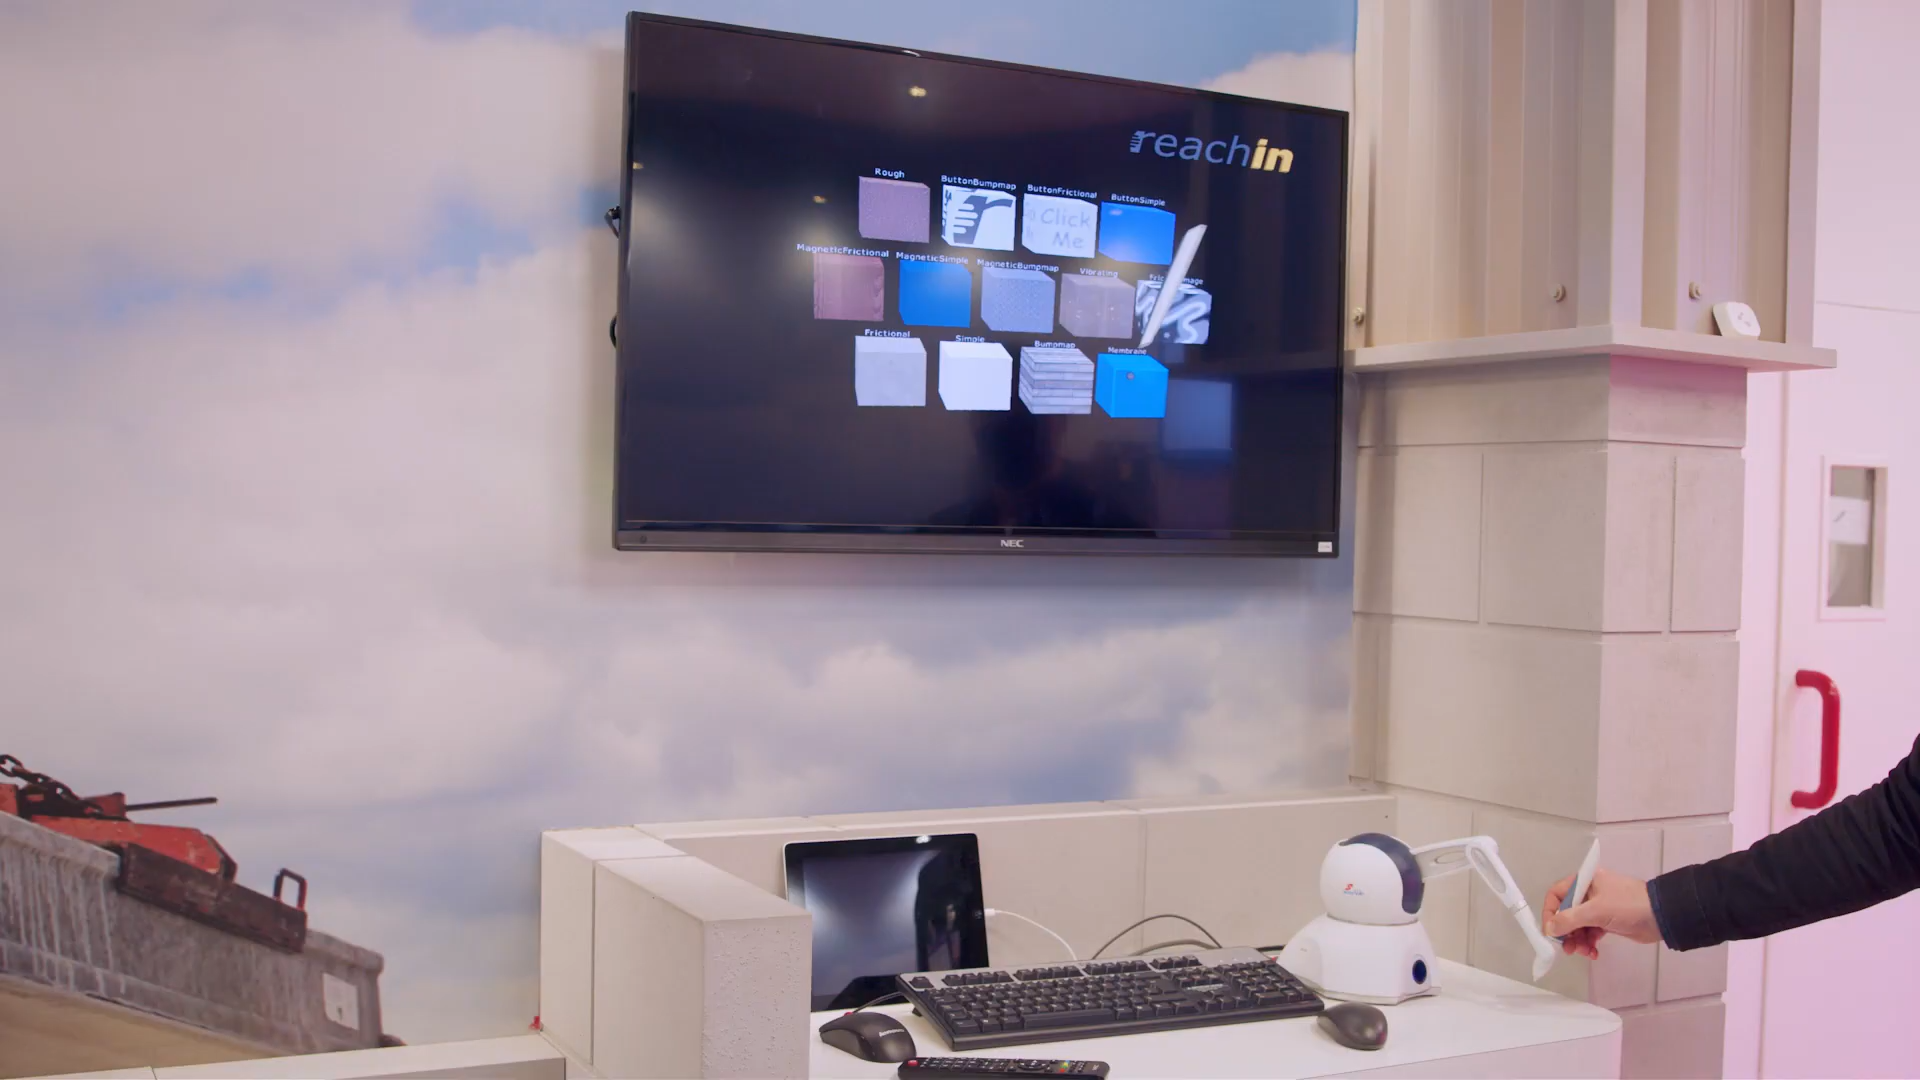 reachin
Rough
ButtonBumpmap
ButtonFrictional
ButtonSimple
Click
Me
MagneticFrictional
MagneticSimple
MagneticBumpmap
Vibrating
Frictional
Simple
Bumpmap
Membrane
NEC